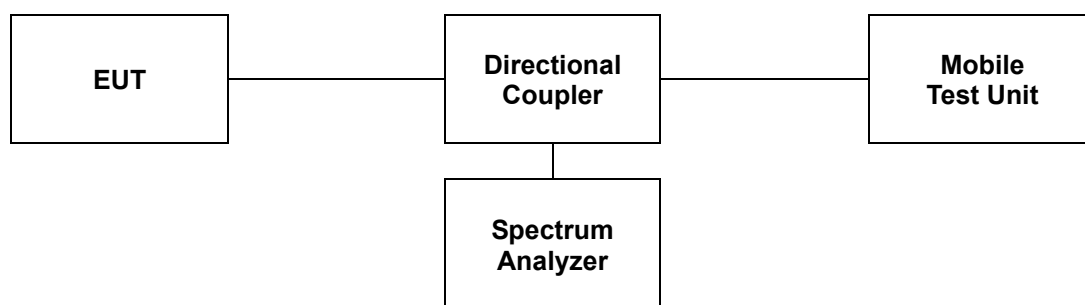 EUT
Directional
Coupler
Mobile
Test Unit
Spectrum
Analyzer